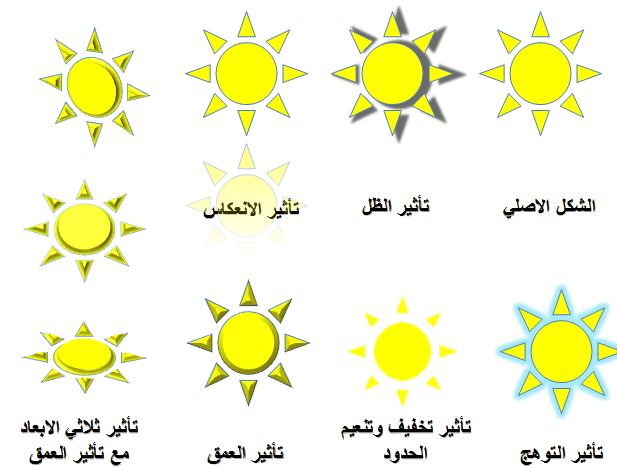 الشكل الاصلي
تأثير الظل
تأثير الانعكاس
تأثير التوهج
تأثير تخفيف وتنعيم
الحدود
تأثير العمق
تأثير ثلاثي الابعاد
مع تأثير العمق